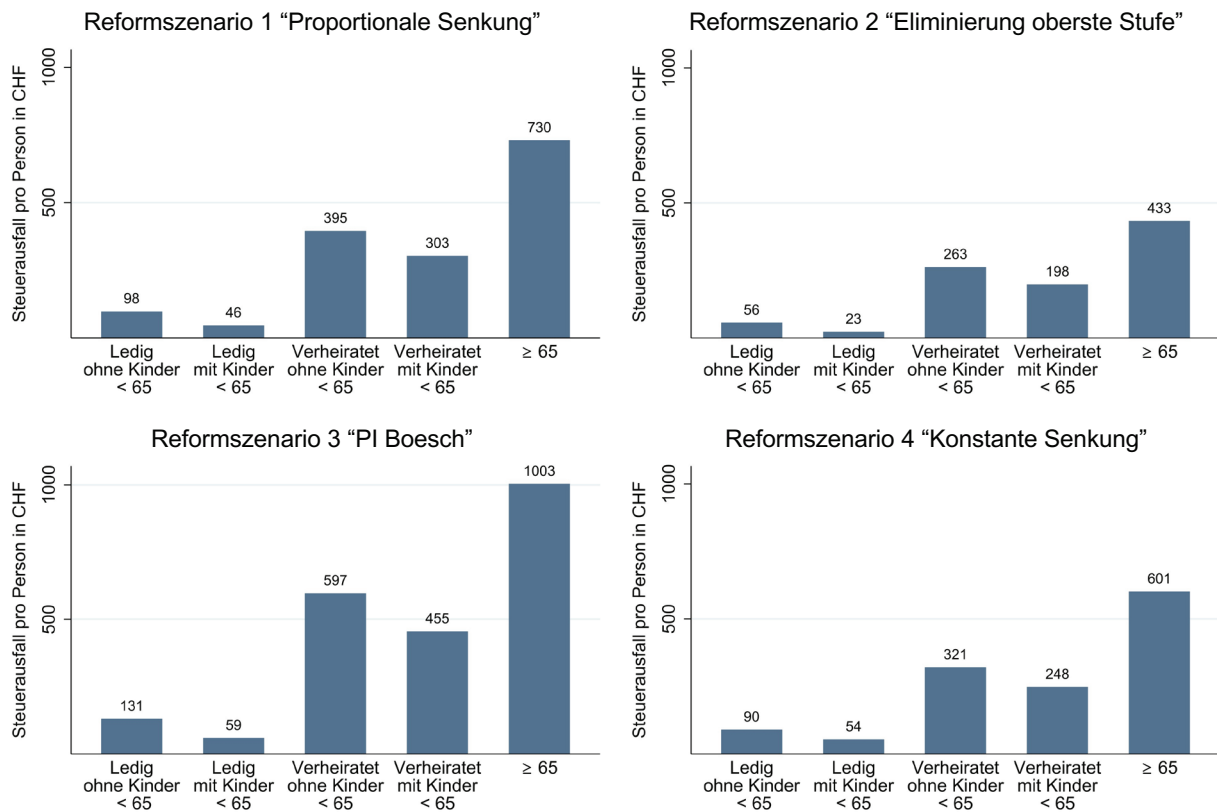 Reformszenario 1 “Proportionale Senkung”
Steuerausfall pro Person in CHF
1000
500
98
46
395
303
730
Ledig
ohne Kinder
< 65
Ledig
mit Kinder
< 65
Verheiratet
ohne Kinder
< 65
Verheiratet
mit Kinder
< 65
≥ 65
Reformszenario 2 “Eliminierung oberste Stufe”
Steuerausfall pro Person in CHF
1000
500
56
23
263
198
433
Ledig
ohne Kinder
< 65
Ledig
mit Kinder
< 65
Verheiratet
ohne Kinder
< 65
Verheiratet
mit Kinder
< 65
≥ 65
Reformszenario 3 “PI Boesch”
Steuerausfall pro Person in CHF
1000
500
131
59
597
455
1003
Ledig
ohne Kinder
< 65
Ledig
mit Kinder
< 65
Verheiratet
ohne Kinder
< 65
Verheiratet
mit Kinder
< 65
≥ 65
Reformszenario 4 “Konstante Senkung”
Steuerausfall pro Person in CHF
1000
500
90
54
321
248
601
Ledig
ohne Kinder
< 65
Ledig
mit Kinder
< 65
Verheiratet
ohne Kinder
< 65
Verheiratet
mit Kinder
< 65
≥ 65